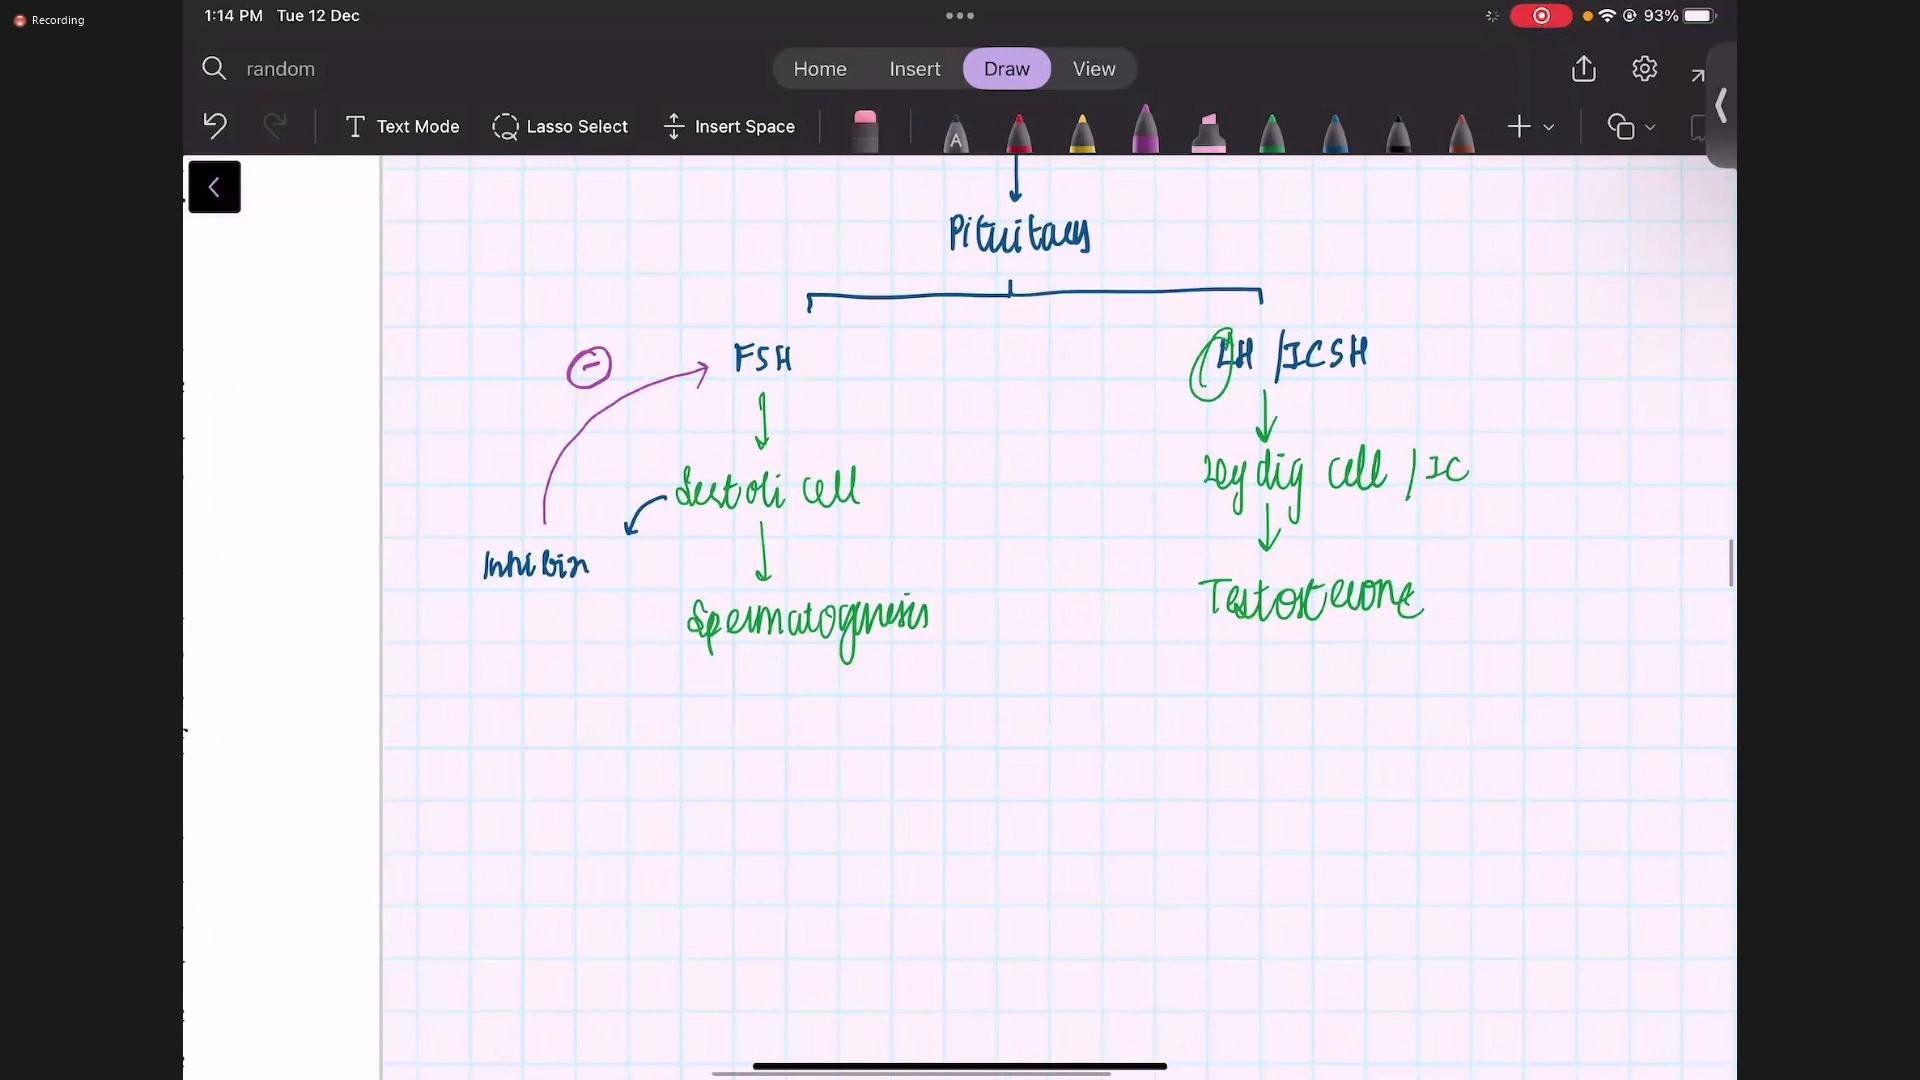 Recording
1:14 PM Tue 12 Dec
93%
random
Home Insert Draw View
Text Mode Lasso Select Insert Space
A
Pituitary
FSH
LH /ICSH
Sertoli cell
Leydig cell / IC
Inhibin
Spermatognesis
Testosterone